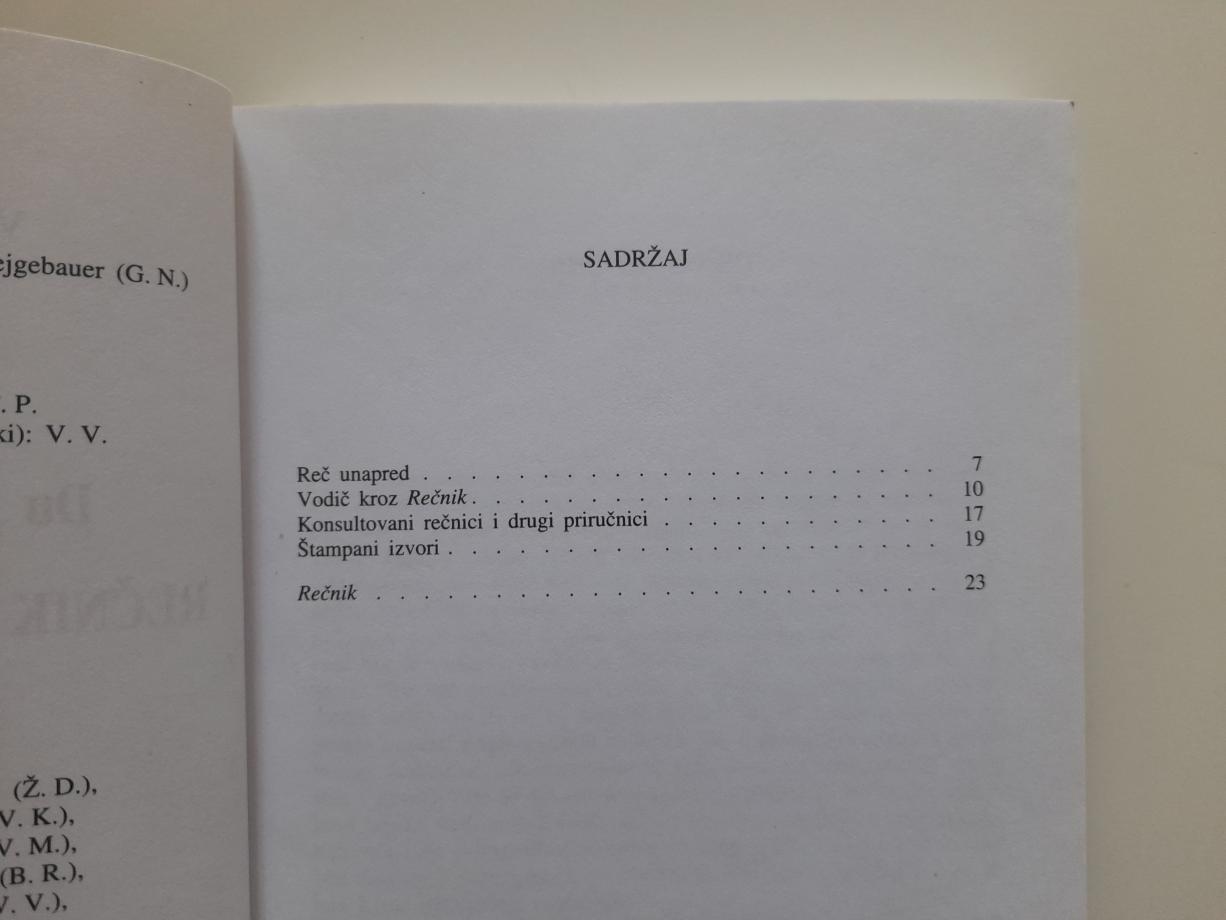 ejgebauer (G. N.)
. P.
ki): V. V.
(Ž. D.),
V. K.),
V. M.),
(B. R.),
V. V.),
SADRŽAJ
Reč unapred . . . . . . . . . . . . . . . . . . . . . . 7
Vodič kroz Rečnik . . . . . . . . . . . . . . . . . . . . 10
Konsultovani rečnici i drugi priručnici . . . . . . . . . . . . 17
Štampani izvori . . . . . . . . . . . . . . . . . . . . . 19
Rečnik . . . . . . . . . . . . . . . . . . . . . . . . 23